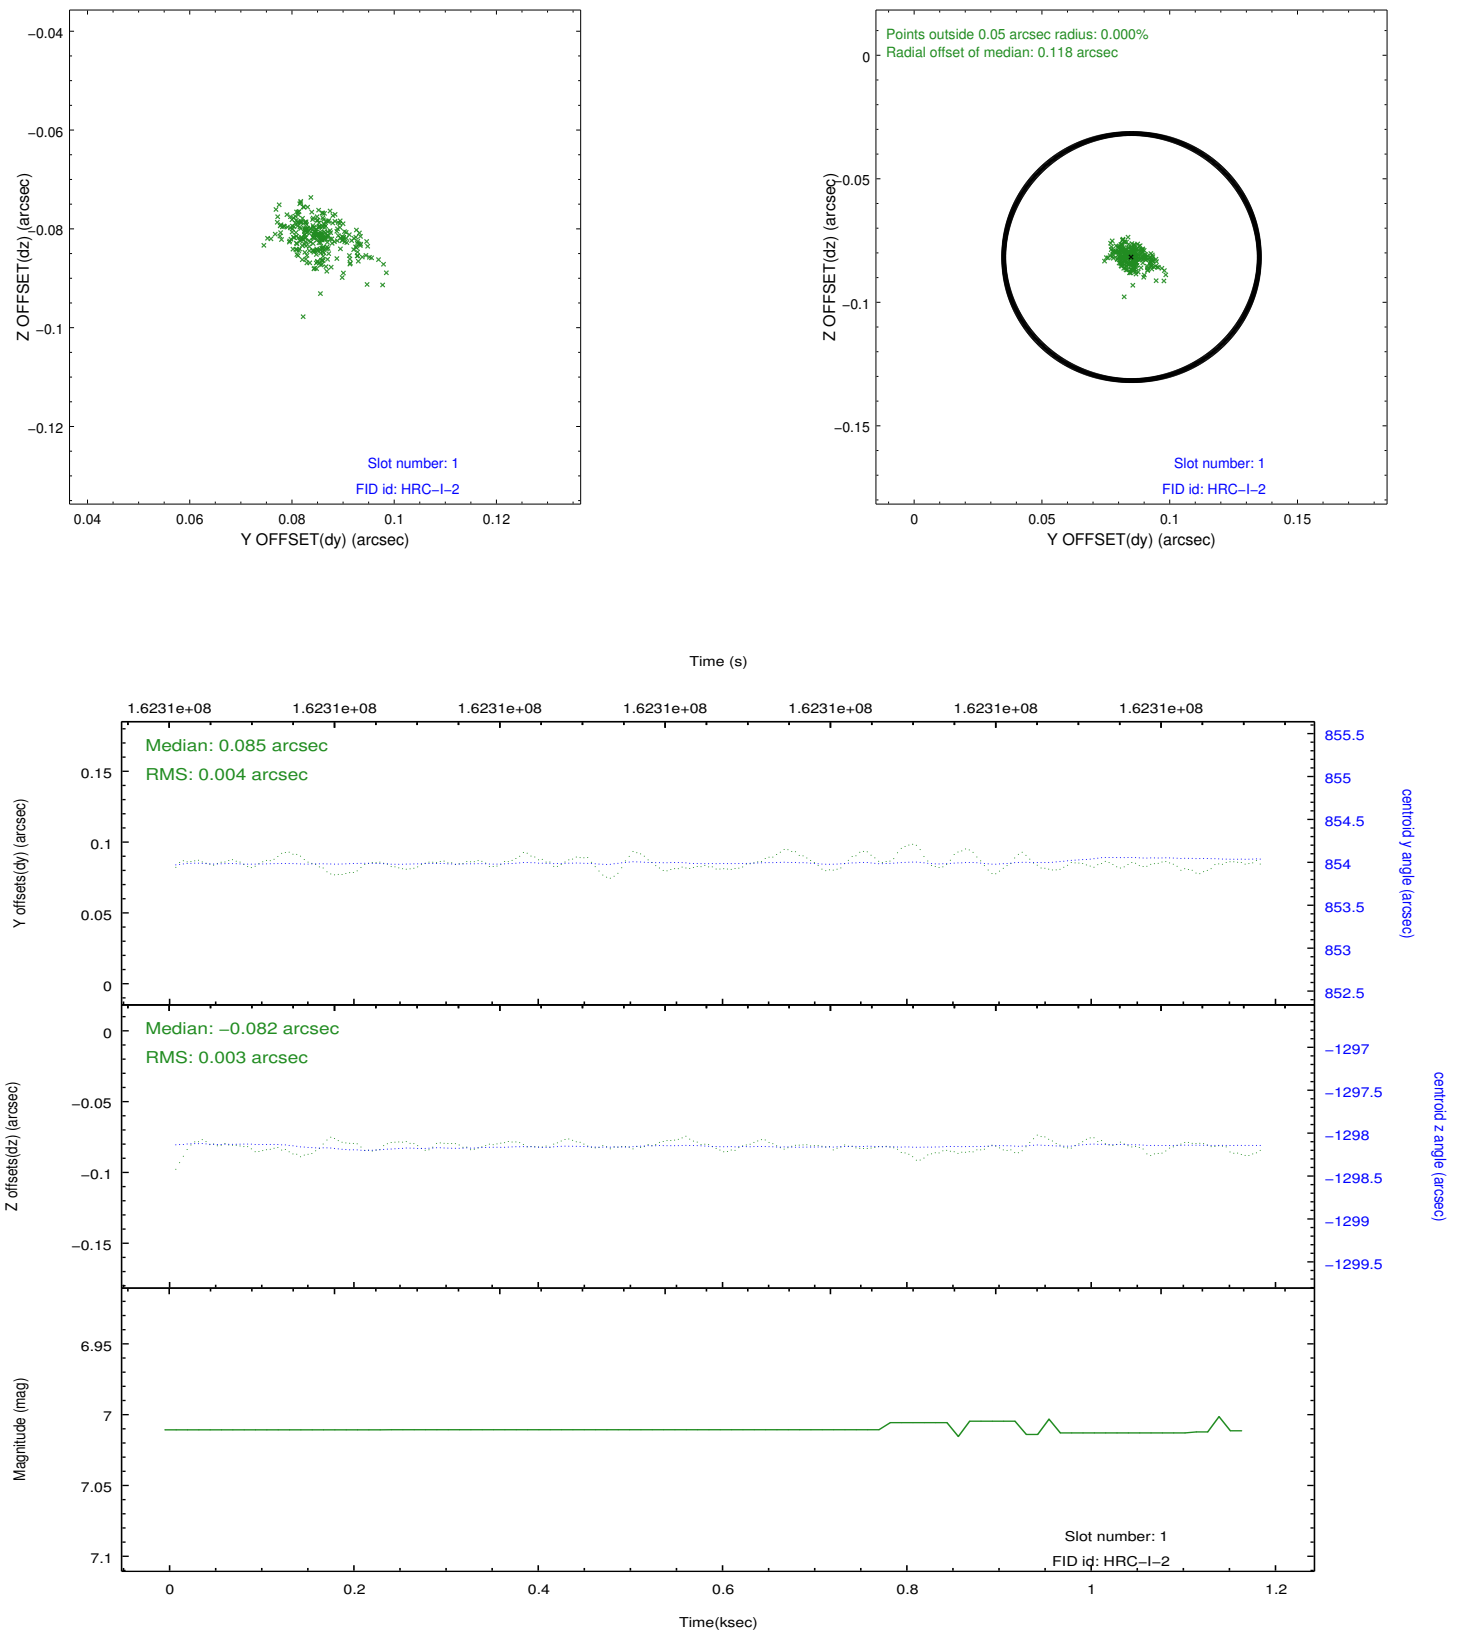 −0.04
−0.06
−0.08
−0.1
−0.12
Z OFFSET(dz) (arcsec)
Slot number: 1
FID id: HRC−I−2
0.04 0.06 0.08 0.1 0.12
Y OFFSET(dy) (arcsec)
Points outside 0.05 arcsec radius: 0.000%
Radial offset of median: 0.118 arcsec
0
−0.05
−0.1
−0.15
Z OFFSET(dz) (arcsec)
Slot number: 1
FID id: HRC−I−2
0 0.05 0.1 0.15
Y OFFSET(dy) (arcsec)
Time (s)
1.6231e+08 1.6231e+08 1.6231e+08 1.6231e+08 1.6231e+08 1.6231e+08 1.6231e+08
Median: 0.085 arcsec
RMS: 0.004 arcsec
0.15
0.1
0.05
0
Y offsets(dy) (arcsec)
855.5
855
854.5
854
853.5
853
852.5
centroid y angle (arcsec)
Median: −0.082 arcsec
RMS: 0.003 arcsec
0
−0.05
−0.1
−0.15
Z offsets(dz) (arcsec)
−1297
−1297.5
−1298
−1298.5
−1299
−1299.5
centroid z angle (arcsec)
6.95
7
7.05
7.1
Magnitude (mag)
Slot number: 1
FID id: HRC−I−2
0 0.2 0.4 0.6 0.8 1 1.2
Time(ksec)